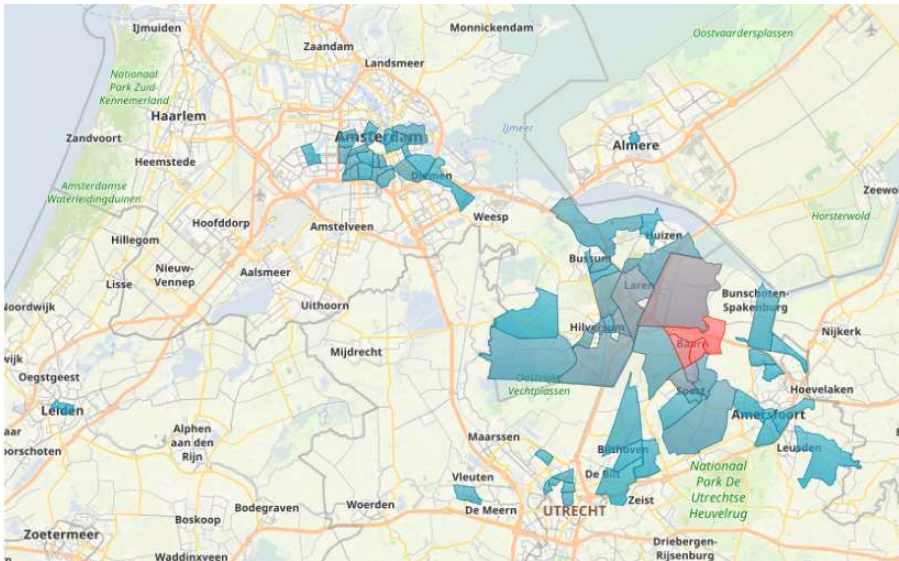 IJmuiden
Monnickendam
Oostvaardersplassen
Zaandam
Landsmeer
Nationaal
Park Zuid-
Kennemerland
Haarlem
IJmeer
Zandvoort
Amsterdam
Almere
Heemstede
Diemen
Zeewo
Amsterdamse
Waterleidingduinen
Hoofddorp
Amstelveen
Weesp
Horsterwold
Hillegom
Huizen
Bussum
Nieuw-
Vennep
Aalsmeer
Lisse
Laren
Bunschoten-
Spakenburg
Noordwijk
Uithoorn
Hilversum
Nijkerk
Baarn
wijk
Mijdrecht
Oegstgeest
Oostelijke
Vechtplassen
Soest
Hoevelaken
Leiden
Amersfoort
aar
Alphen
aan den
Rijn
Maarssen
oorschoten
Bilthoven
Leusden
Vleuten
De Bilt
Nationaal
Park De
Utrechtse
Heuvelrug
Woerden
Zeist
De Meern
UTRECHT
Bodegraven
Boskoop
Zoetermeer
Driebergen-
Rijsenburg
Waddinxveen